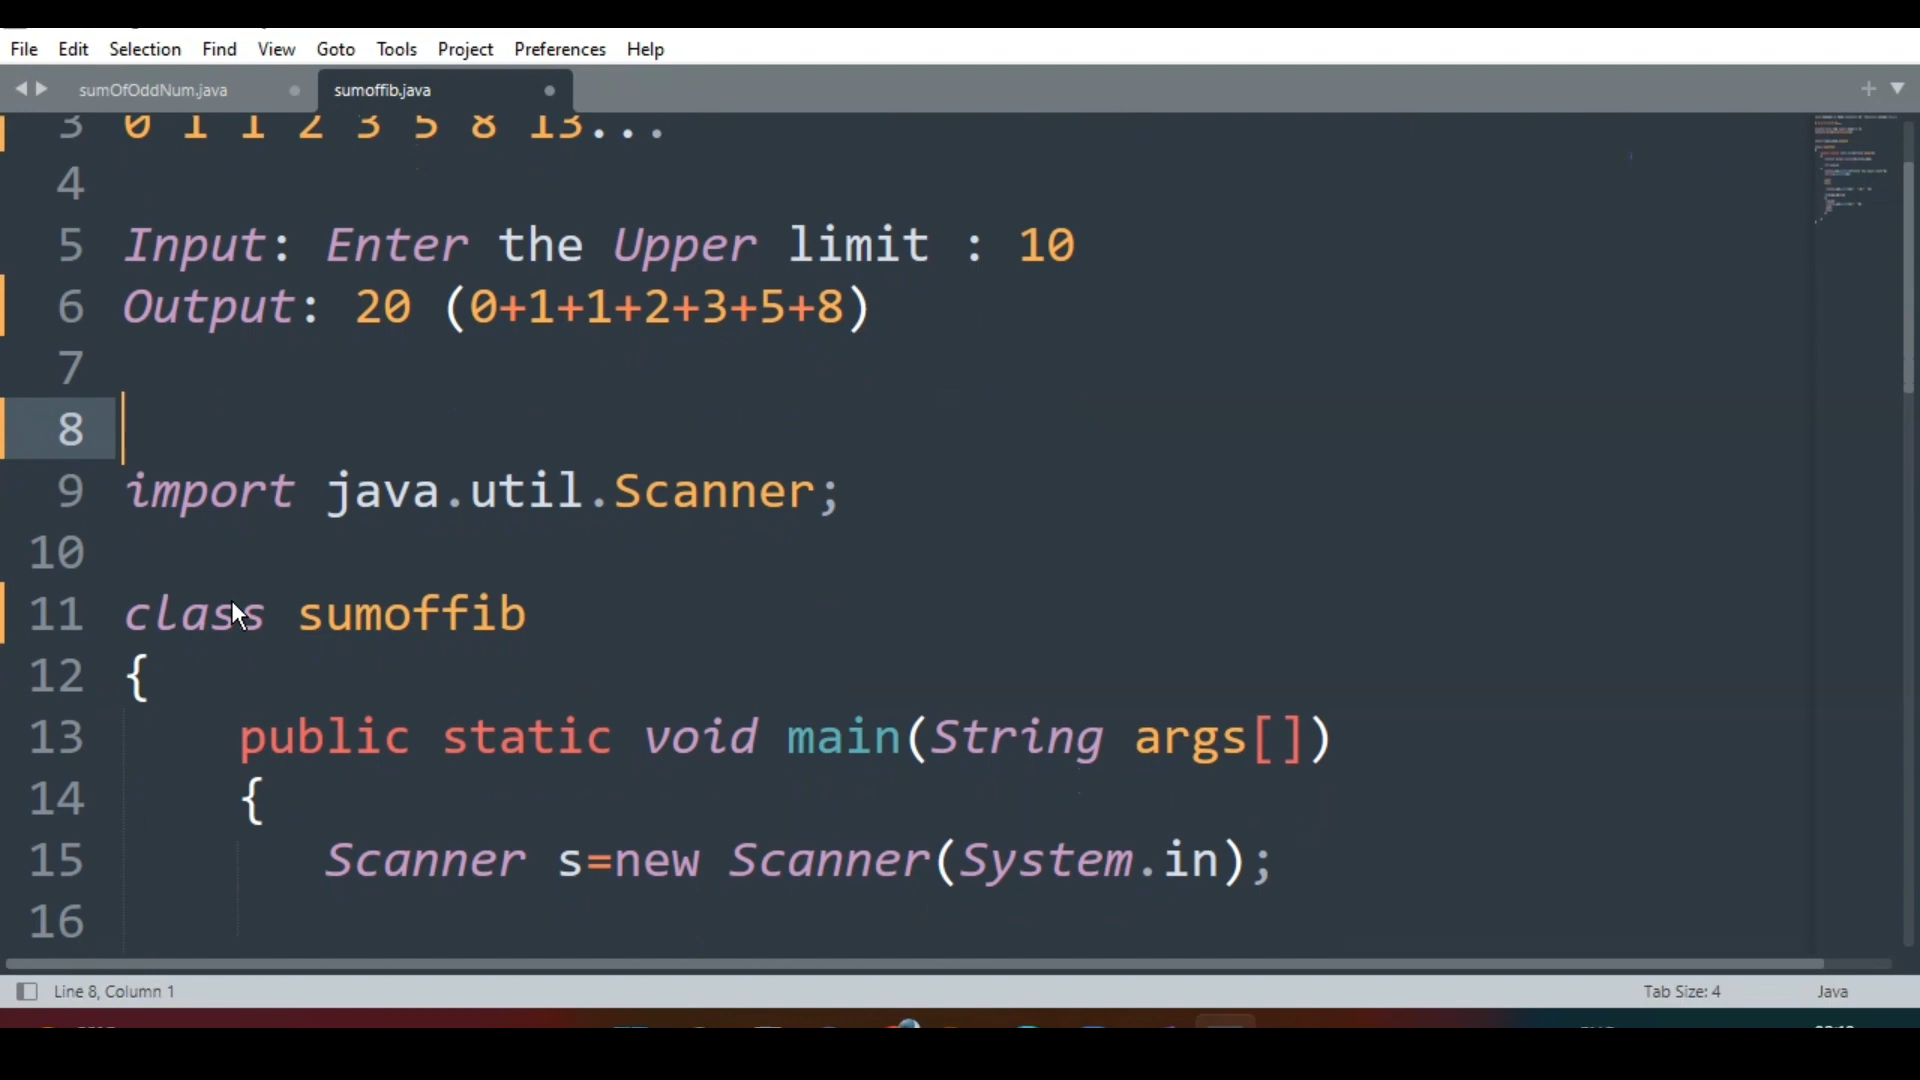 File Edit Selection Find View Goto Tools Project Preferences Help
sumOfOddNum.java sumoffib.java
3 0 1 1 2 3 5 8 13...
4
5 Input: Enter the Upper limit : 10
6 Output: 20 (0+1+1+2+3+5+8)
7
8
9 import java.util.Scanner;
10
11 class sumoffib
12 {
13 public static void main(String args[])
14 {
15 Scanner s=new Scanner(System.in);
16
Line 8, Column 1 Tab Size: 4 Java